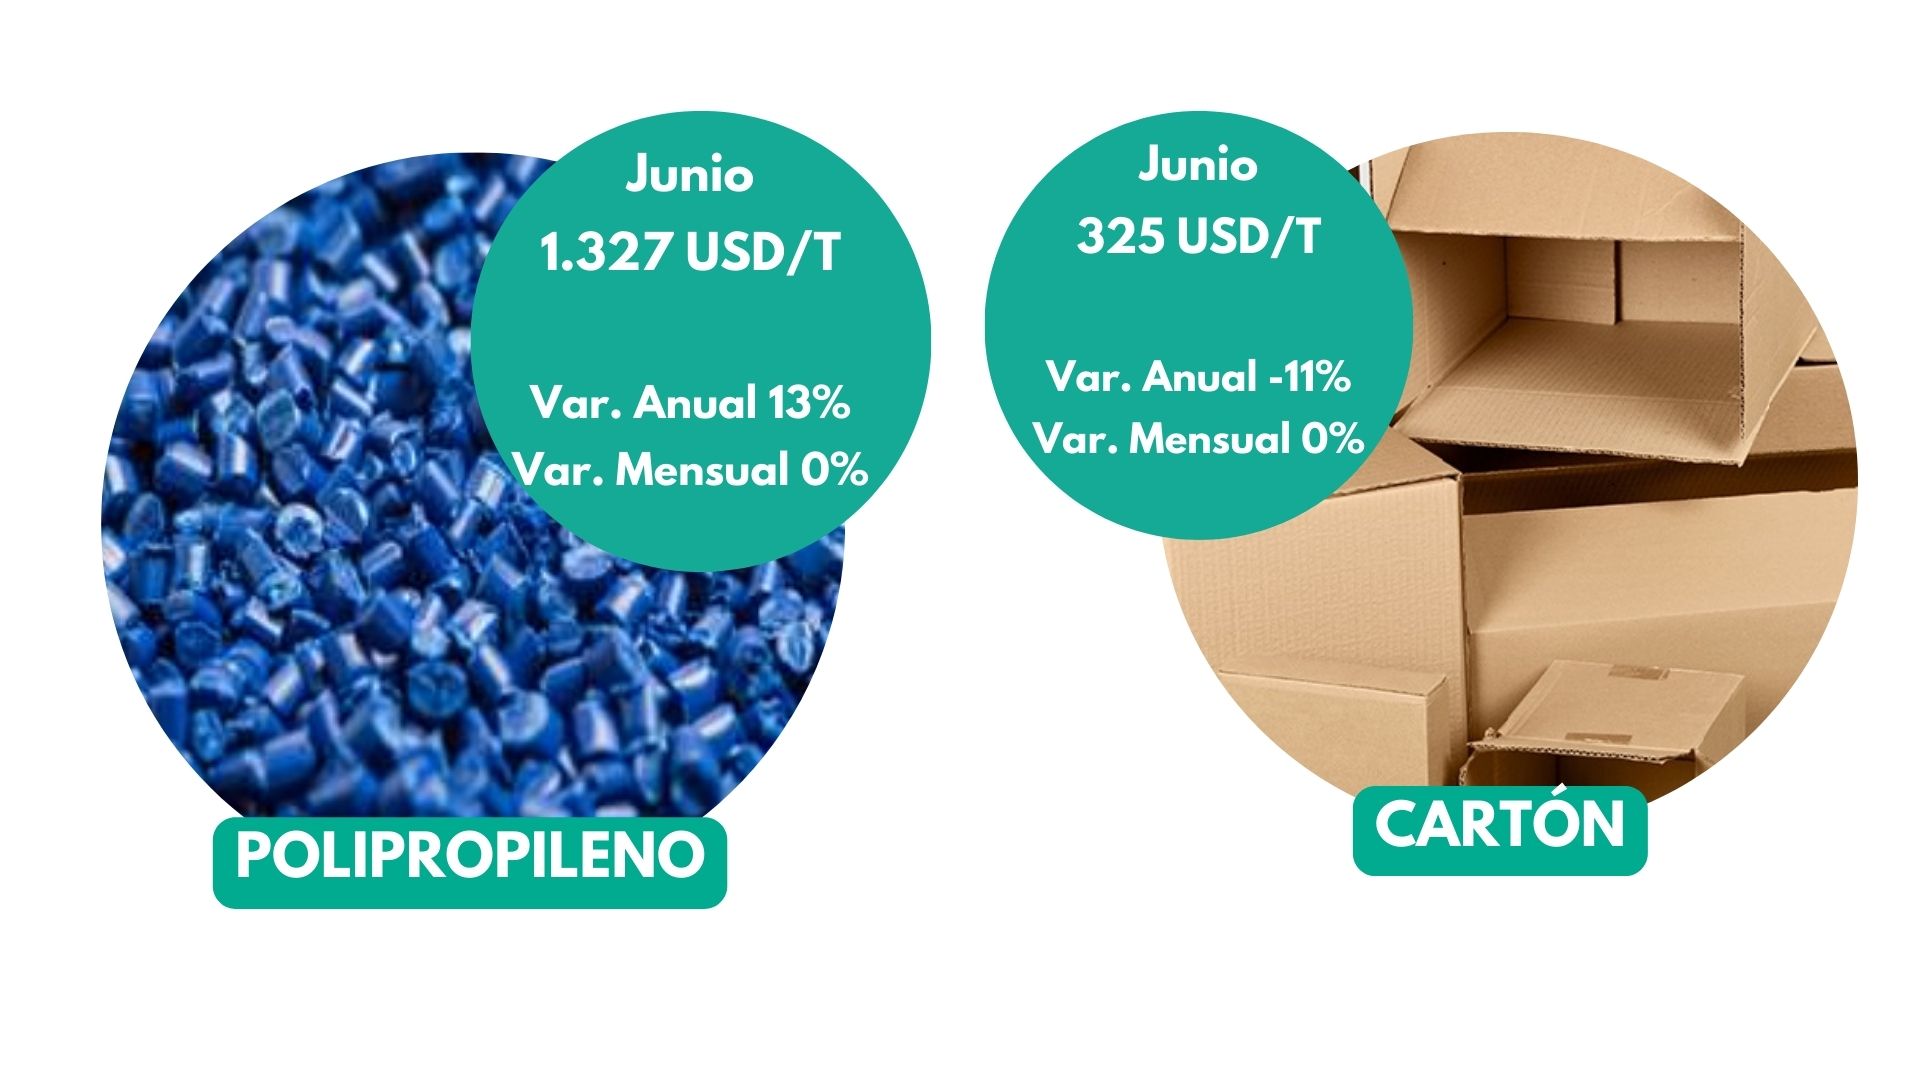 Junio
1.327 USD/T
Var. Anual 13%
Var. Mensual 0%
POLIPROPILENO
Junio
325 USD/T
Var. Anual -11%
Var. Mensual 0%
CARTÓN